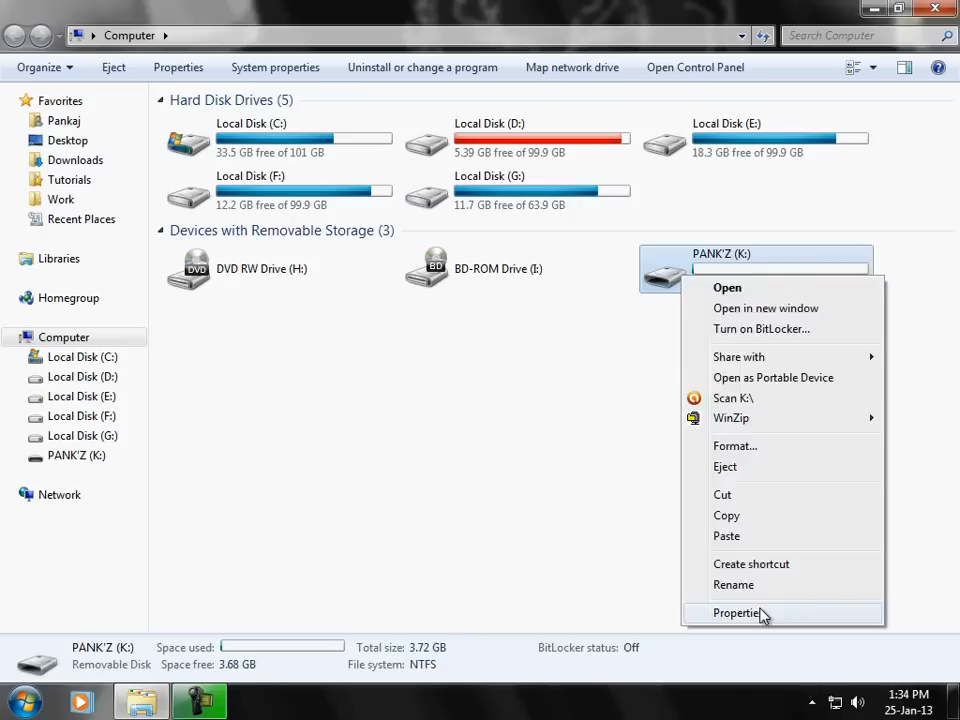 Computer
Search Computer
Organize
Eject
Properties
System properties
Uninstall or change a program
Map network drive
Open Control Panel
Favorites
Pankaj
Desktop
Downloads
Tutorials
Work
Recent Places
Libraries
Homegroup
Computer
Local Disk (C:)
Local Disk (D:)
Local Disk (E:)
Local Disk (F:)
Local Disk (G:)
PANK'Z (K:)
Network
Hard Disk Drives (5)
Local Disk (C:)
33.5 GB free of 101 GB
Local Disk (D:)
5.39 GB free of 99.9 GB
Local Disk (E:)
18.3 GB free of 99.9 GB
Local Disk (F:)
12.2 GB free of 99.9 GB
Local Disk (G:)
11.7 GB free of 63.9 GB
Devices with Removable Storage (3)
DVD
DVD RW Drive (H:)
BD
BD-ROM Drive (I:)
PANK'Z (K:)
Open
Open in new window
Turn on BitLocker...
Share with
Open as Portable Device
Scan K:\
WinZip
Format...
Eject
Cut
Copy
Paste
Create shortcut
Rename
Properties
PANK'Z (K:)
Removable Disk
Space used:
Space free: 3.68 GB
Total size: 3.72 GB
File system: NTFS
BitLocker status: Off
1:34 PM
25-Jan-13